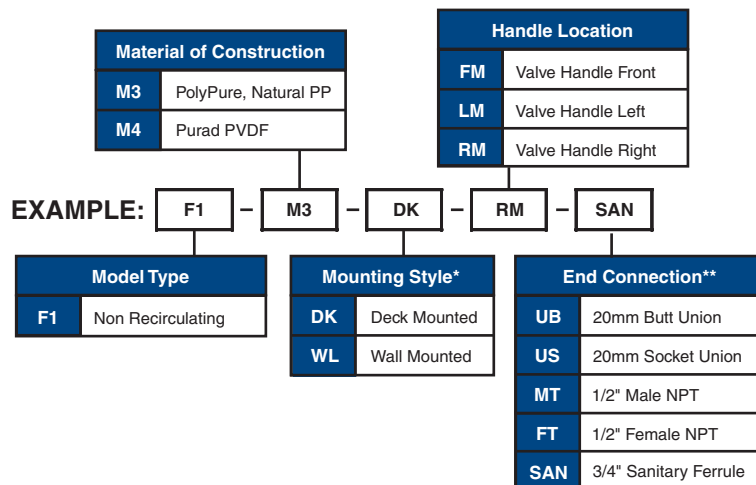 Material of Construction
M3 PolyPure, Natural PP
M4 Purad PVDF
Handle Location
FM Valve Handle Front
LM Valve Handle Left
RM Valve Handle Right
EXAMPLE: F1 – M3 – DK – RM – SAN
Model Type
F1 Non Recirculating
Mounting Style*
DK Deck Mounted
WL Wall Mounted
End Connection**
UB 20mm Butt Union
US 20mm Socket Union
MT 1/2" Male NPT
FT 1/2" Female NPT
SAN 3/4" Sanitary Ferrule